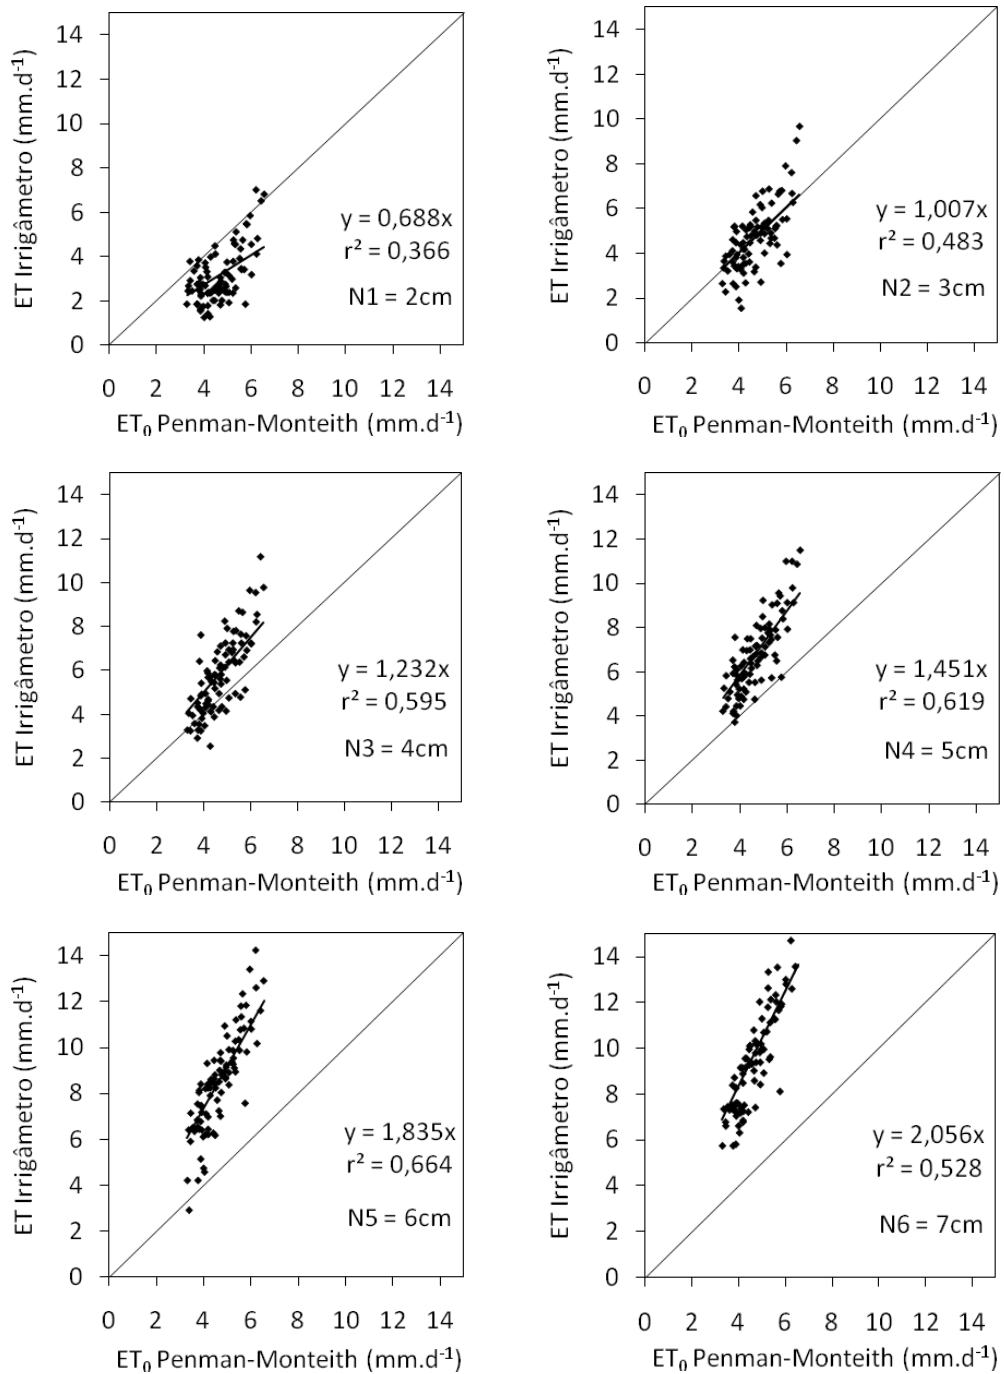 14
12
10
8
6
4
2
0
ET Irrigâmetro (mm.d⁻¹)
y = 0,688x
r² = 0,366
N1 = 2cm
0 2 4 6 8 10 12 14
ET₀ Penman-Monteith (mm.d⁻¹)
14
12
10
8
6
4
2
0
ET Irrigâmetro (mm.d⁻¹)
y = 1,007x
r² = 0,483
N2 = 3cm
0 2 4 6 8 10 12 14
ET₀ Penman-Monteith (mm.d⁻¹)
14
12
10
8
6
4
2
0
ET Irrigâmetro (mm.d⁻¹)
y = 1,232x
r² = 0,595
N3 = 4cm
0 2 4 6 8 10 12 14
ET₀ Penman-Monteith (mm.d⁻¹)
14
12
10
8
6
4
2
0
ET Irrigâmetro (mm.d⁻¹)
y = 1,451x
r² = 0,619
N4 = 5cm
0 2 4 6 8 10 12 14
ET₀ Penman-Monteith (mm.d⁻¹)
14
12
10
8
6
4
2
0
ET Irrigâmetro (mm.d⁻¹)
y = 1,835x
r² = 0,664
N5 = 6cm
0 2 4 6 8 10 12 14
ET₀ Penman-Monteith (mm.d⁻¹)
14
12
10
8
6
4
2
0
ET Irrigâmetro (mm.d⁻¹)
y = 2,056x
r² = 0,528
N6 = 7cm
0 2 4 6 8 10 12 14
ET₀ Penman-Monteith (mm.d⁻¹)